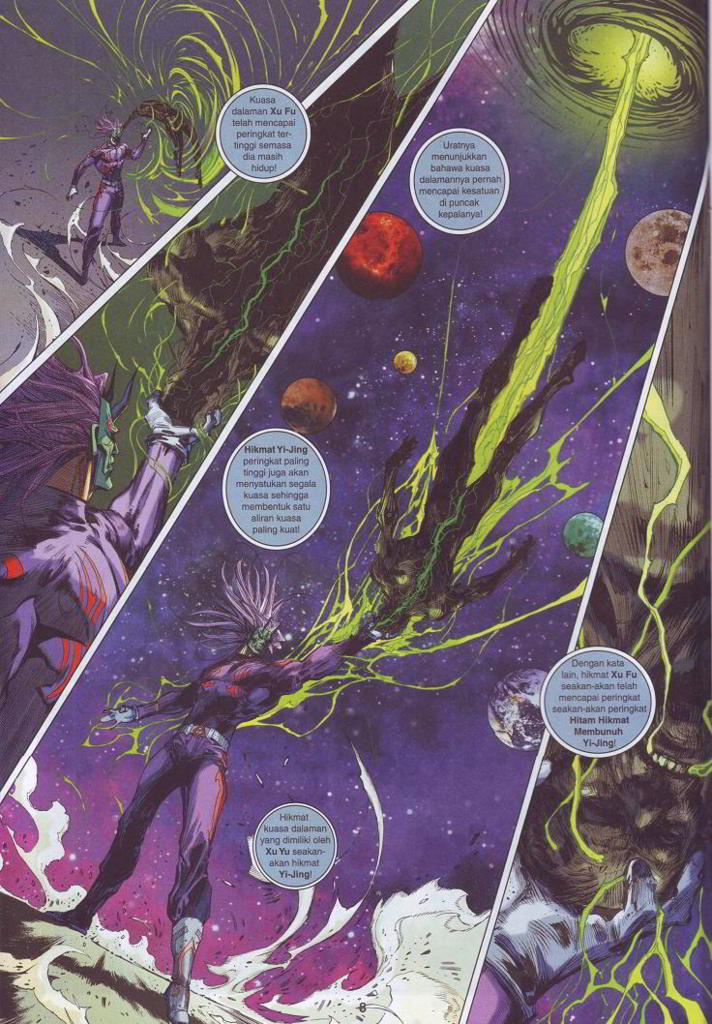 Kuasa
dalaman Xu Fu
telah mencapai
peringkat ter-
tinggi semasa
dia masih
hidup!
Uratnya
menunjukkan
bahawa kuasa
dalamannya pernah
mencapai kesatuan
di puncak
kepalanya!
Hikmat Yi-Jing
peringkat paling
tinggi juga akan
menyatukan segala
kuasa sehingga
membentuk satu
aliran kuasa
paling kuat!
Dengan kata
lain, hikmat Xu Fu
seakan-akan telah
mencapai peringkat
seakan-akan peringkat
Hitam Hikmat
Membunuh
Yi-Jing!
Hikmat
kuasa dalaman
yang dimiliki oleh
Xu Yu seakan-
akan hikmat
Yi-Jing!
8